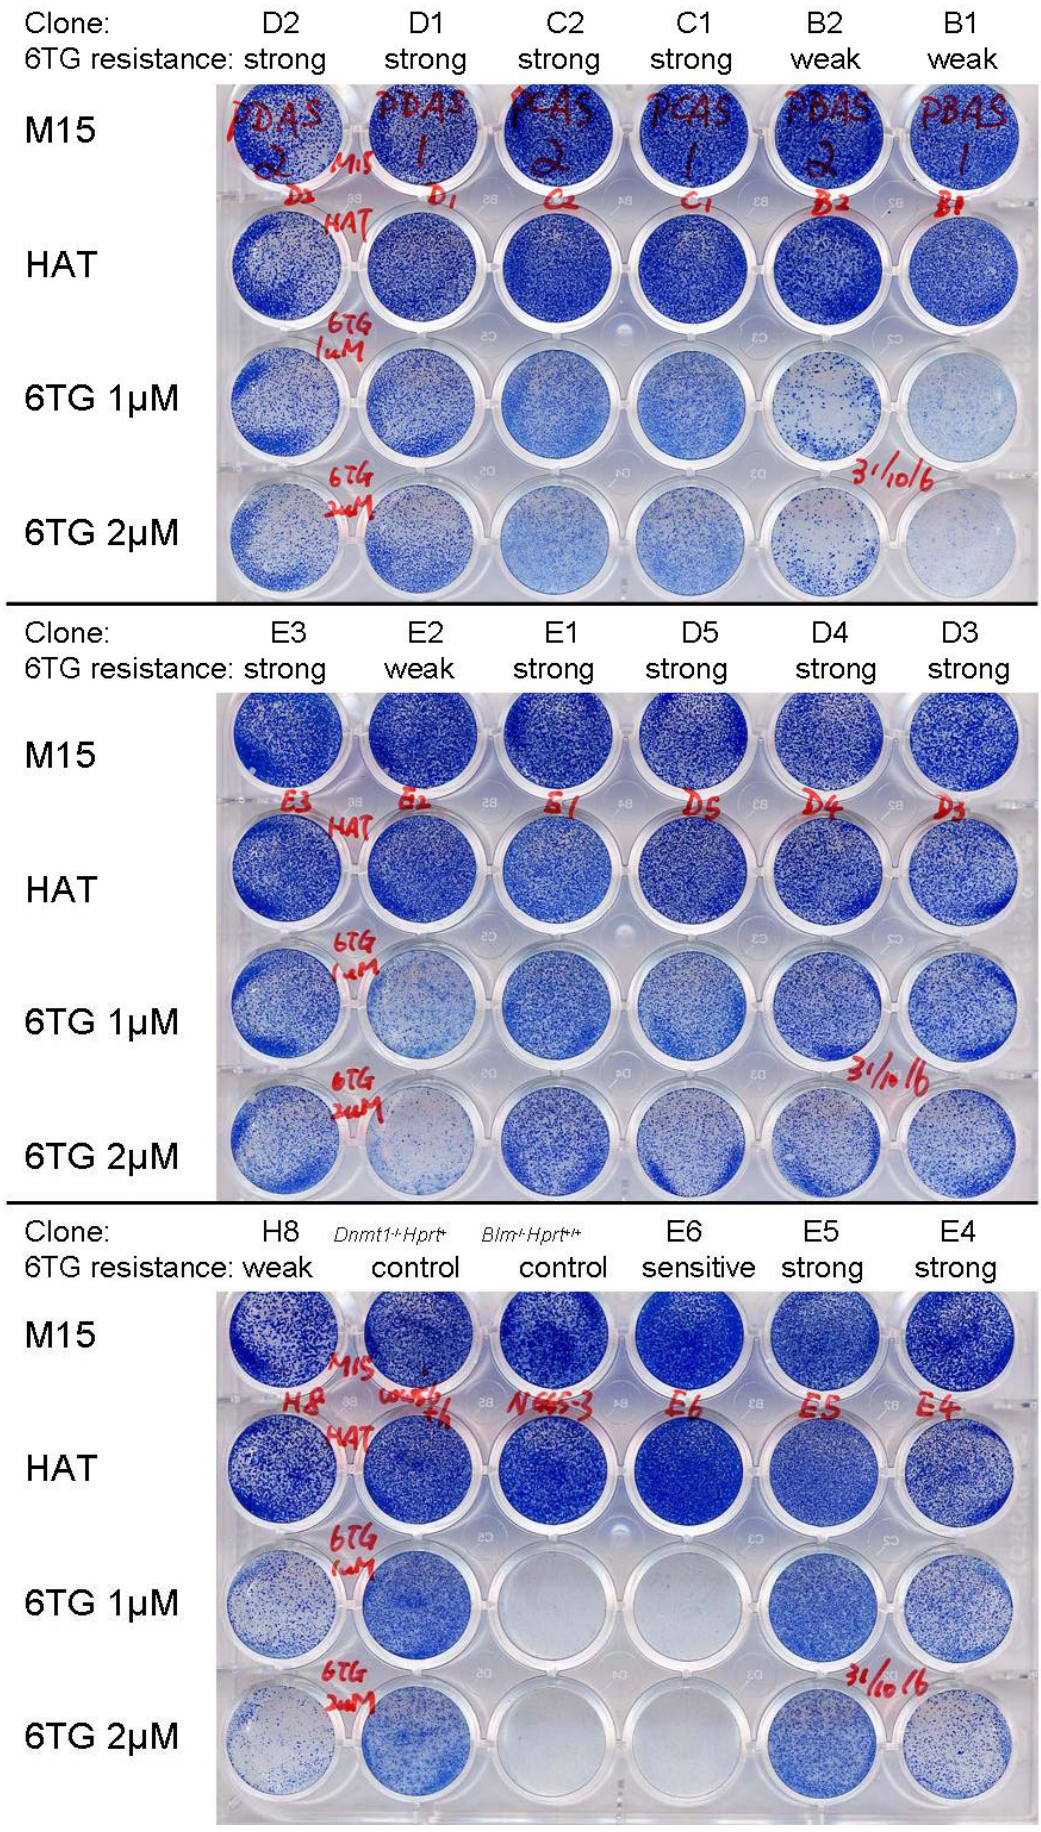 Clone: D2 D1 C2 C1 B2 B1
6TG resistance: strong strong strong strong weak weak
M15
PDAS PDAS PCAS PCAS PBAS PBAS
2 1 2 1 2 1
M15
D2 D1 C2 C1 B2 B1
HAT
HAT
6TG
1uM
6TG 1µM
6TG 31/10/6
2uM
6TG 2µM
Clone: E3 E2 E1 D5 D4 D3
6TG resistance: strong weak strong strong strong strong
M15
E3 E2 E1 D5 D4 D3
HAT
HAT
6TG
1uM
6TG 1µM
6TG 31/10/6
2uM
6TG 2µM
Clone: H8 Dnmt1-/-Hprt+ Blm-/-Hprt+/+ E6 E5 E4
6TG resistance: weak control control sensitive strong strong
M15
M15
H8 E6 E5 E4
HAT
HAT
6TG
1uM
6TG 1µM
6TG 31/10/6
2uM
6TG 2µM